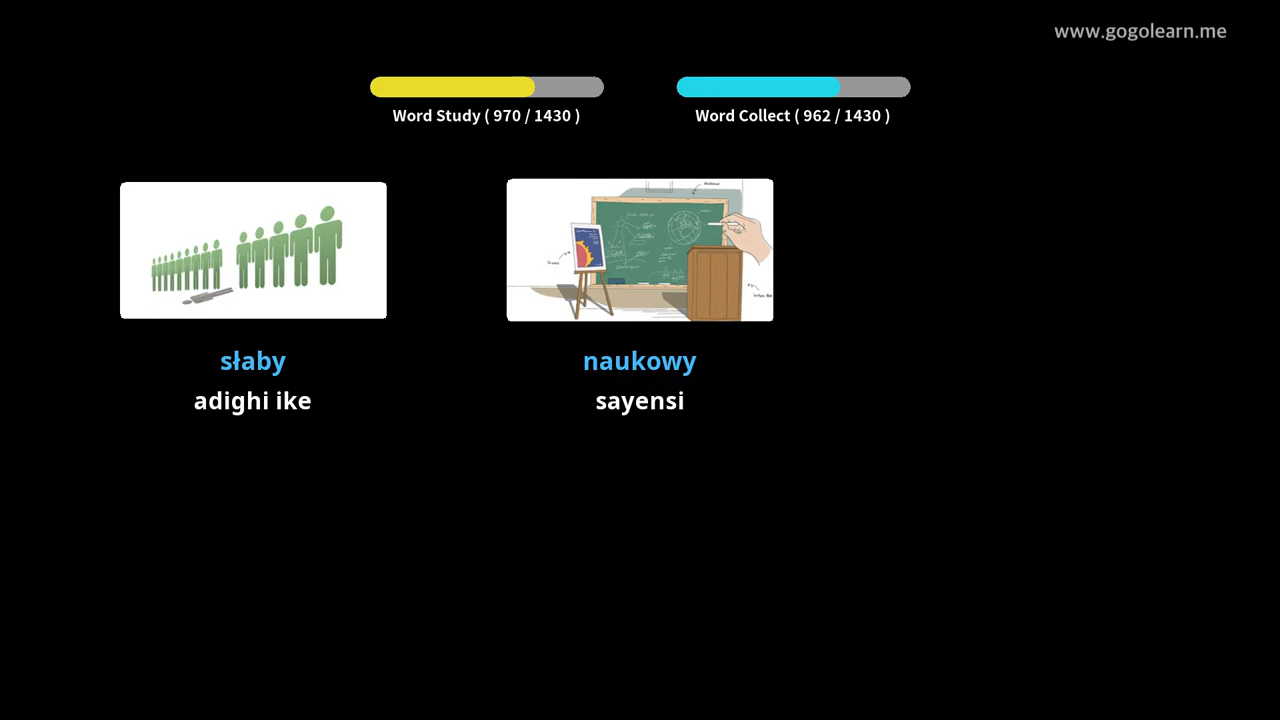 www.gogolearn.me
Word Study ( 970 / 1430 )
Word Collect ( 962 / 1430 )
słaby
adighi ike
naukowy
sayensi